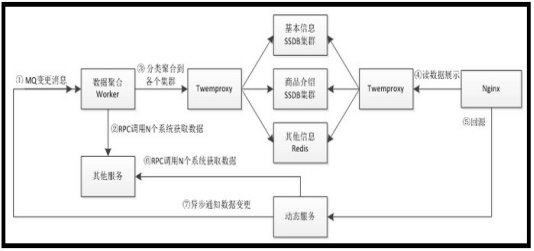 基本信息
SSDB集群
①MQ变更消息
数据聚合
Worker
③分类聚合到
各个集群
Twemproxy
商品介绍
SSDB集群
Twemproxy
④读数据展示
Nginx
②RPC调用N个系统获取数据
其他信息
Redis
⑤回源
其他服务
⑥RPC调用N个系统获取数据
⑦异步通知数据变更
动态服务